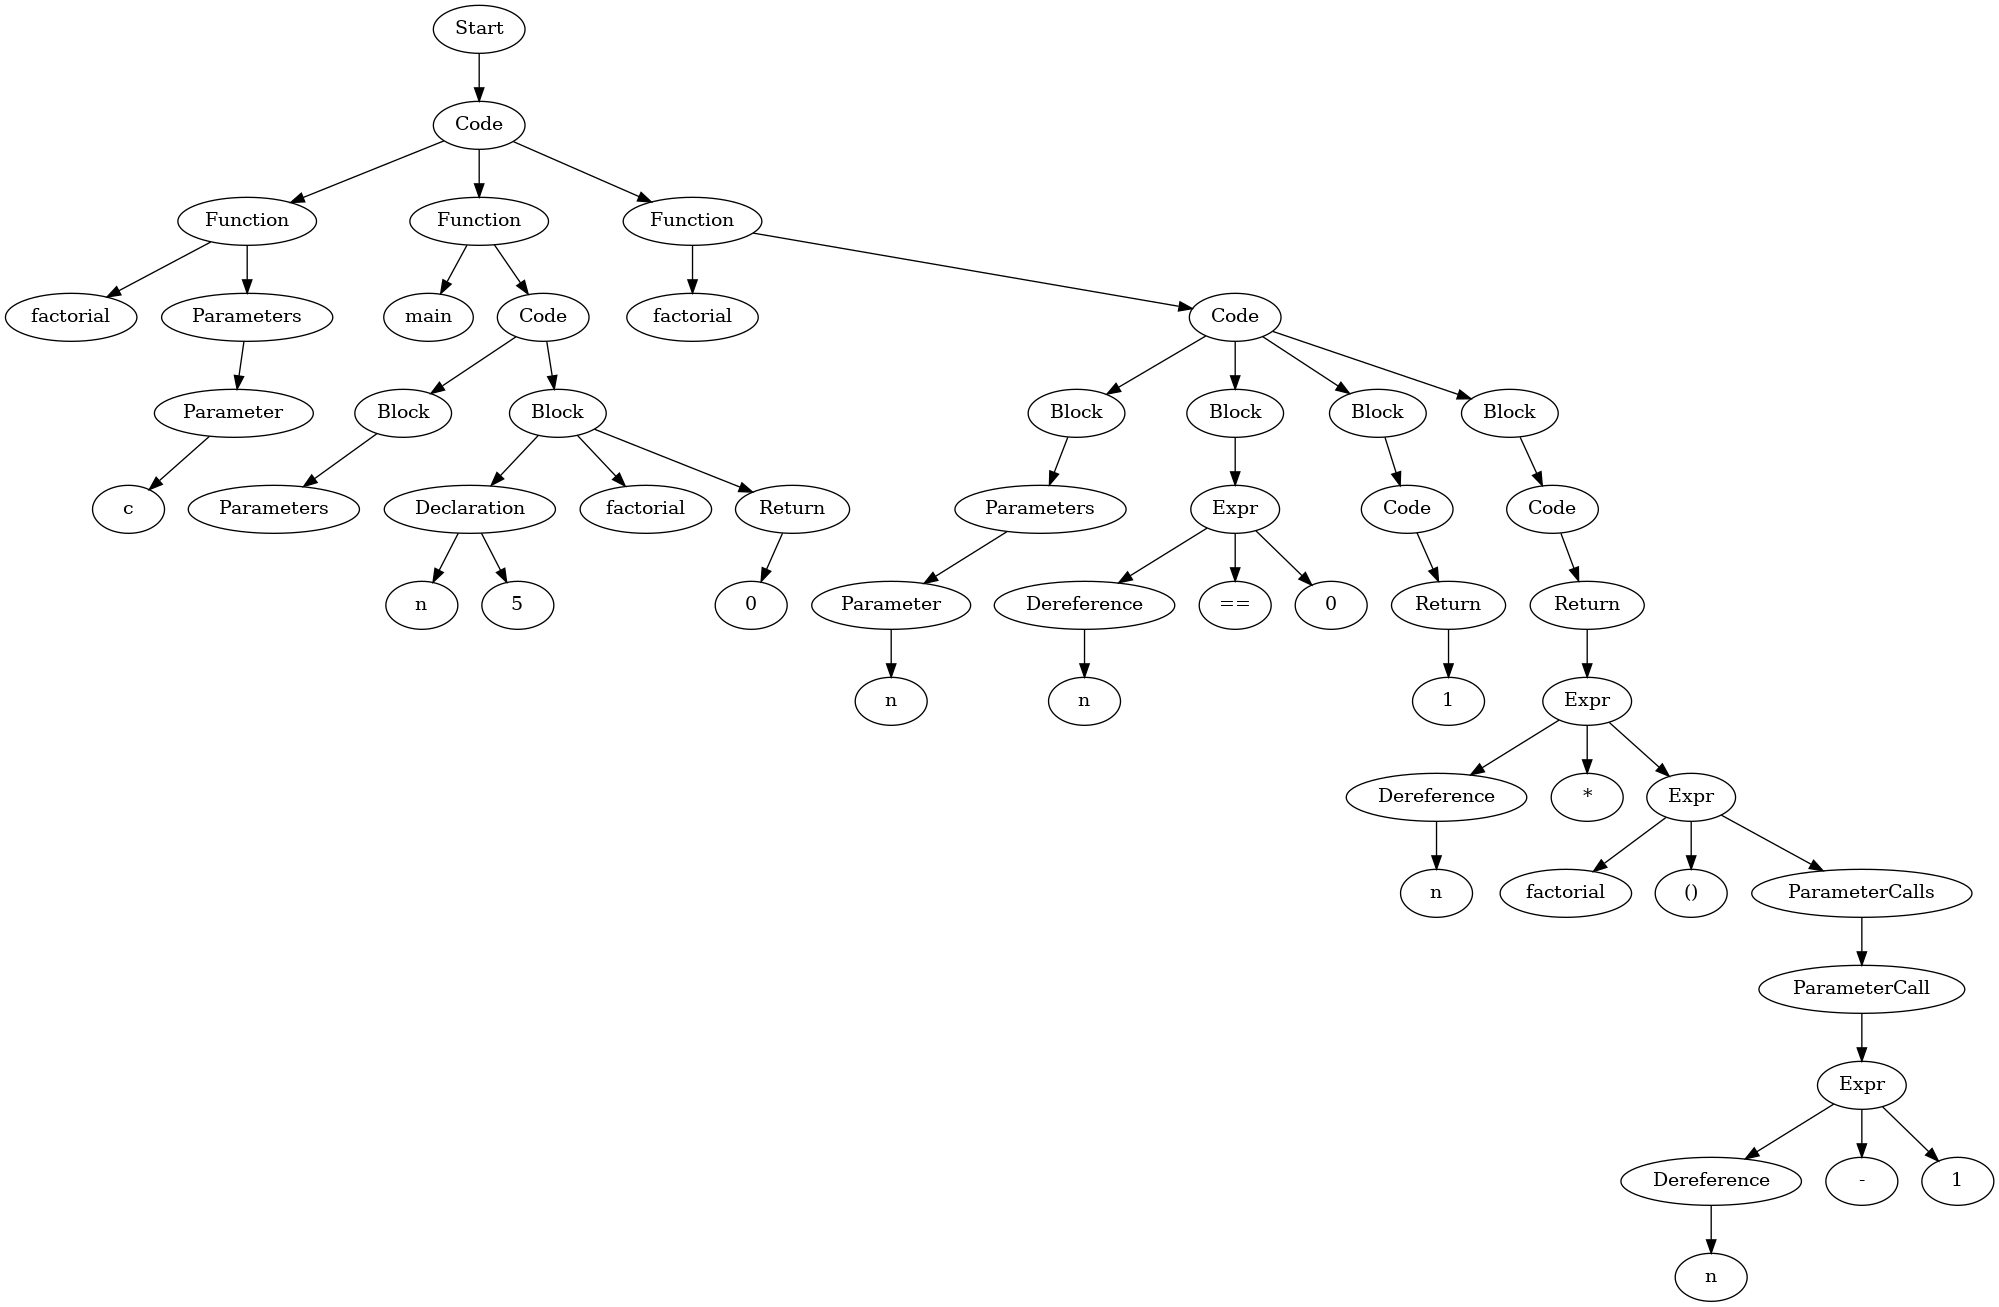 Start
Code
Function Function Function
factorial Parameters main Code factorial Code
Parameter Block Block Block Block Block Block
c Parameters Declaration factorial Return Parameters Expr Code Code
n 5 0 Parameter Dereference == 0 Return Return
n n 1 Expr
Dereference * Expr
n factorial () ParameterCalls
ParameterCall
Expr
Dereference - 1
n